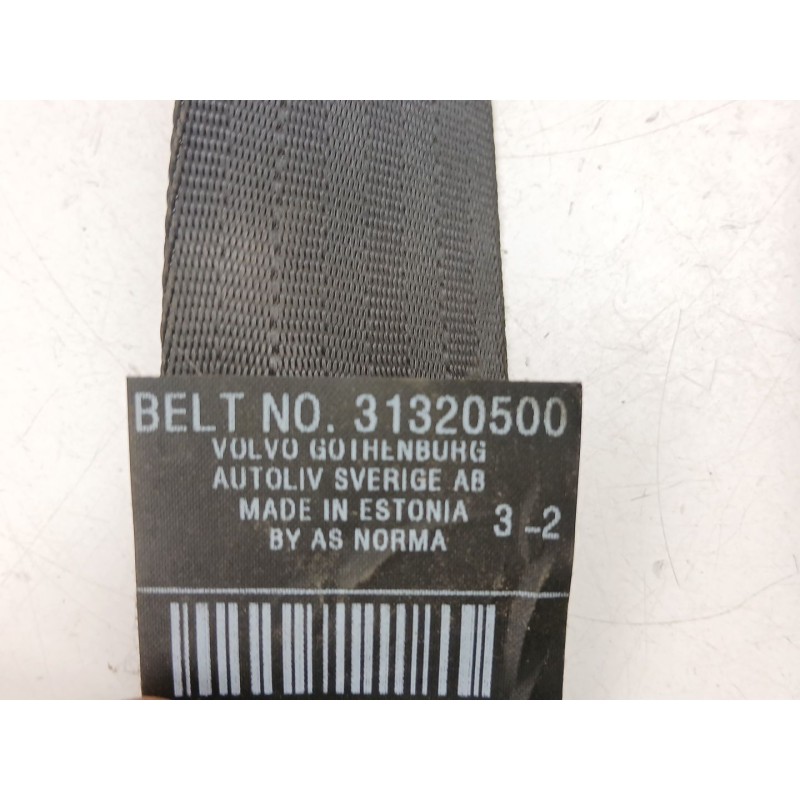 BELT NO. 31320500
VOLVO GOTHENBURG
AUTOLIV SVERIGE AB
MADE IN ESTONIA 3-2
BY AS NORMA